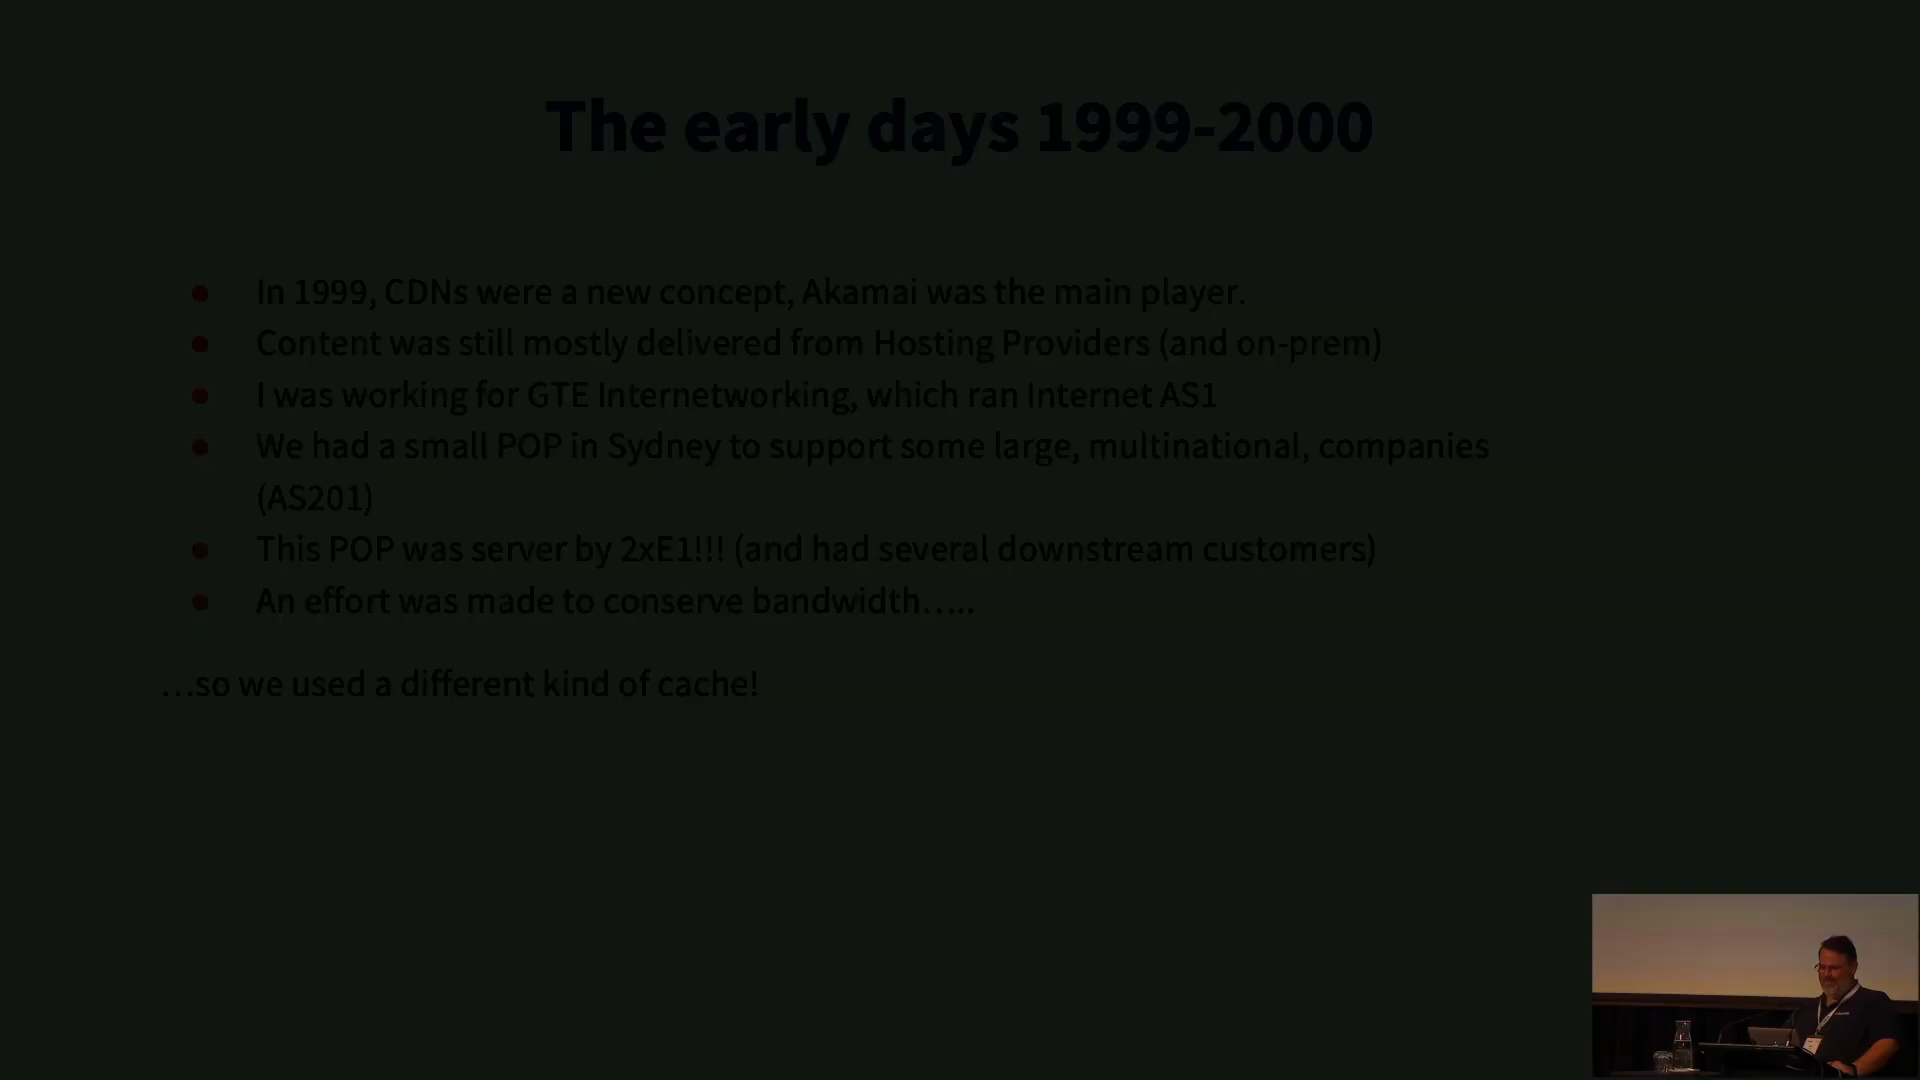 The early days 1999-2000
● In 1999, CDNs were a new concept, Akamai was the main player.
● Content was still mostly delivered from Hosting Providers (and on-prem)
● I was working for GTE Internetworking, which ran Internet AS1
● We had a small POP in Sydney to support some large, multinational, companies
(AS201)
● This POP was server by 2xE1!!! (and had several downstream customers)
● An effort was made to conserve bandwidth…..
…so we used a different kind of cache!